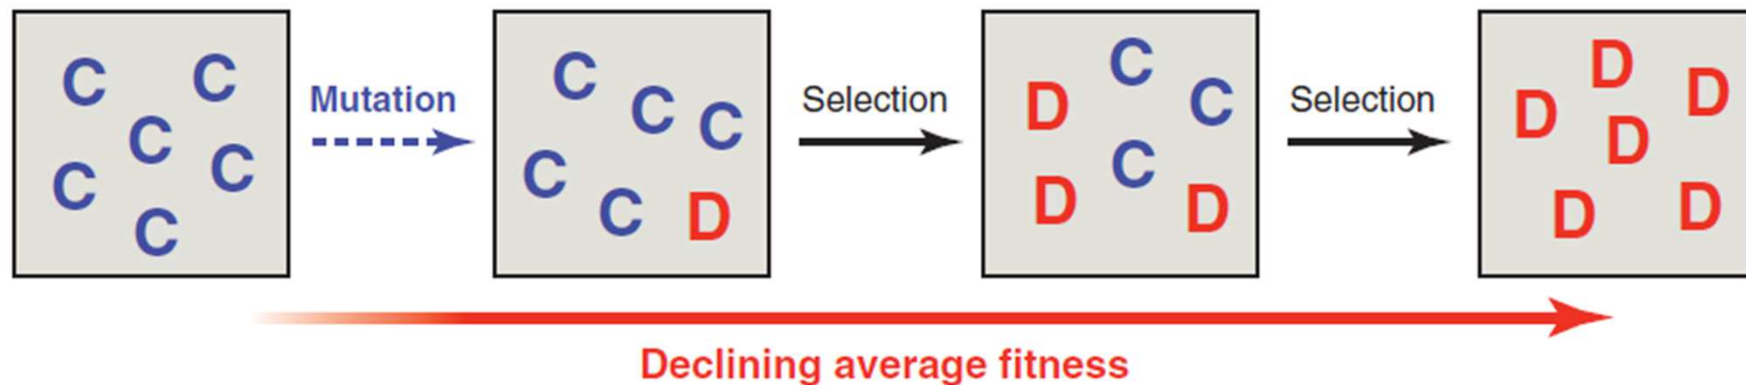 C C C C C C
Mutation
C C C C C D
Selection
C D C C D D
Selection
D D D D D D
Declining average fitness